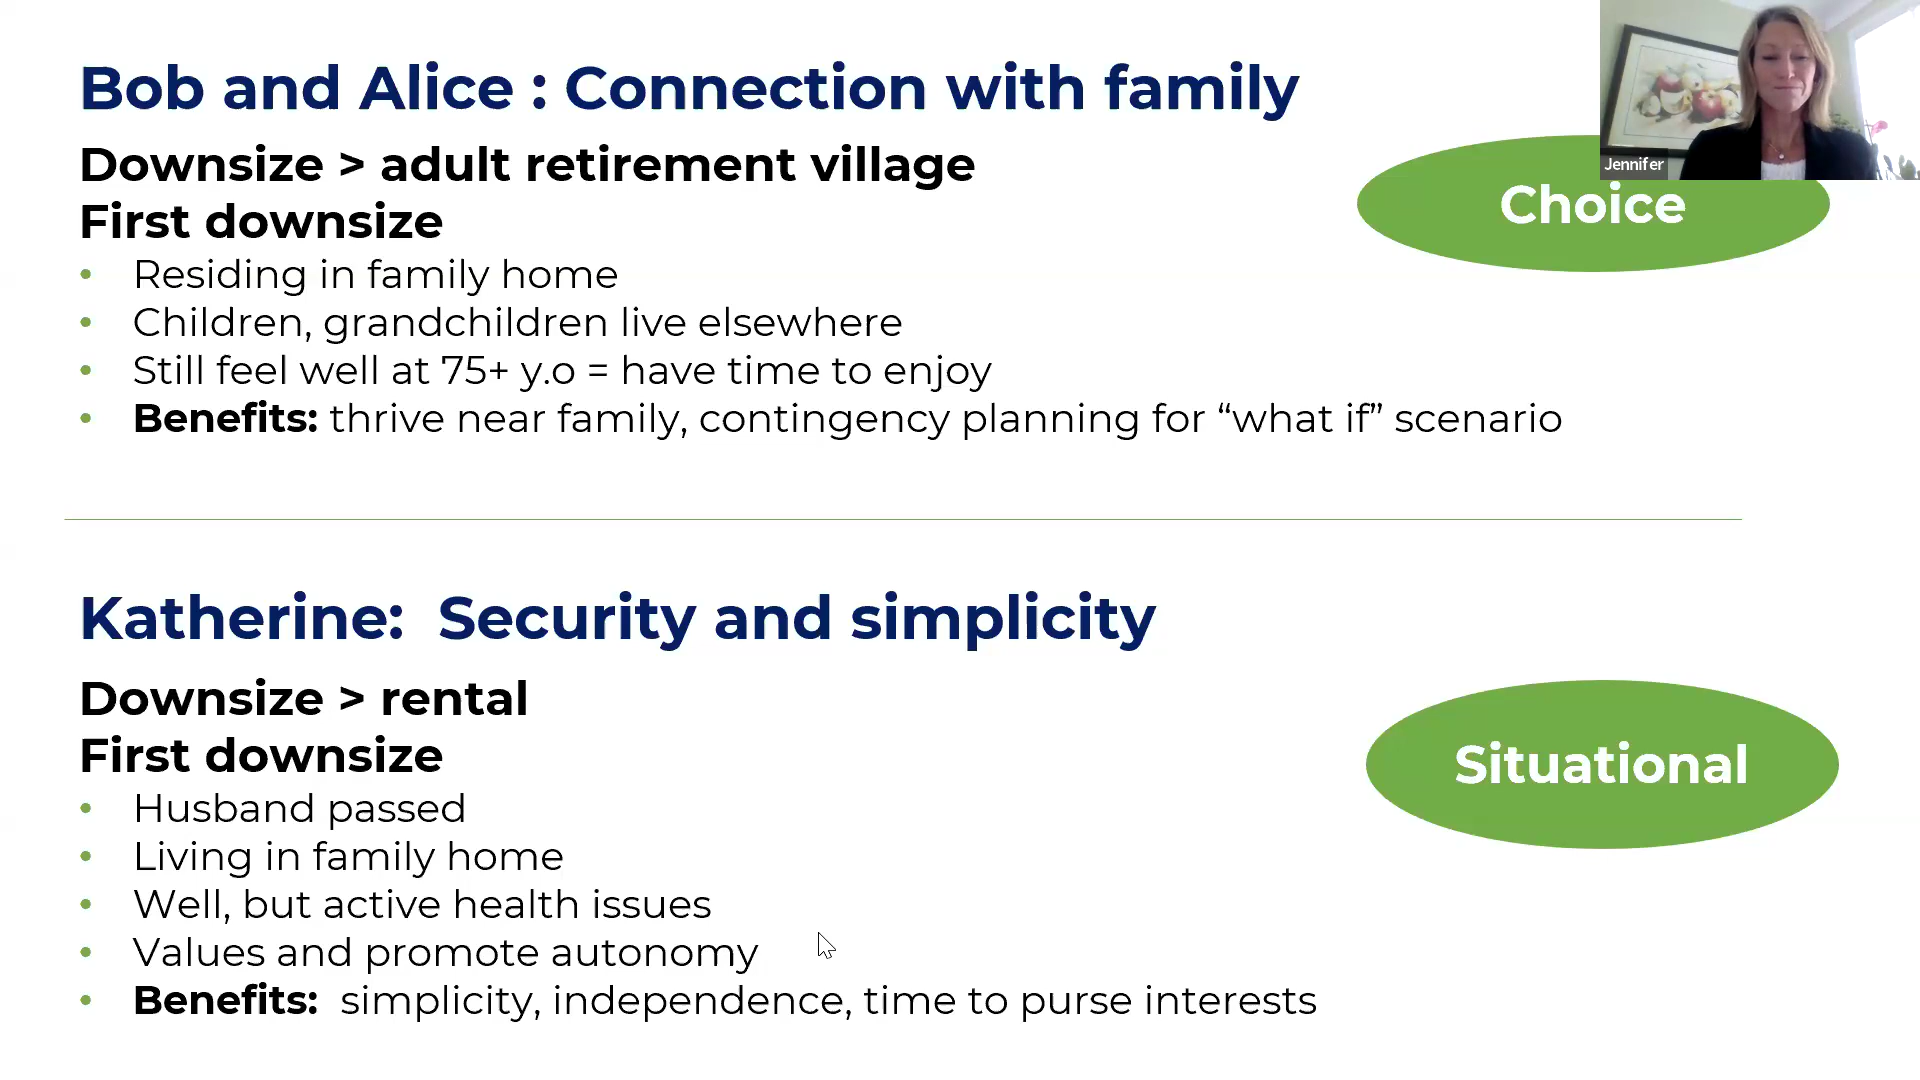 Bob and Alice : Connection with family
Downsize > adult retirement village
First downsize
• Residing in family home
• Children, grandchildren live elsewhere
• Still feel well at 75+ y.o = have time to enjoy
• Benefits: thrive near family, contingency planning for “what if” scenario
Jennifer
Choice
Katherine:  Security and simplicity
Downsize > rental
First downsize
• Husband passed
• Living in family home
• Well, but active health issues
• Values and promote autonomy
• Benefits:  simplicity, independence, time to purse interests
Situational